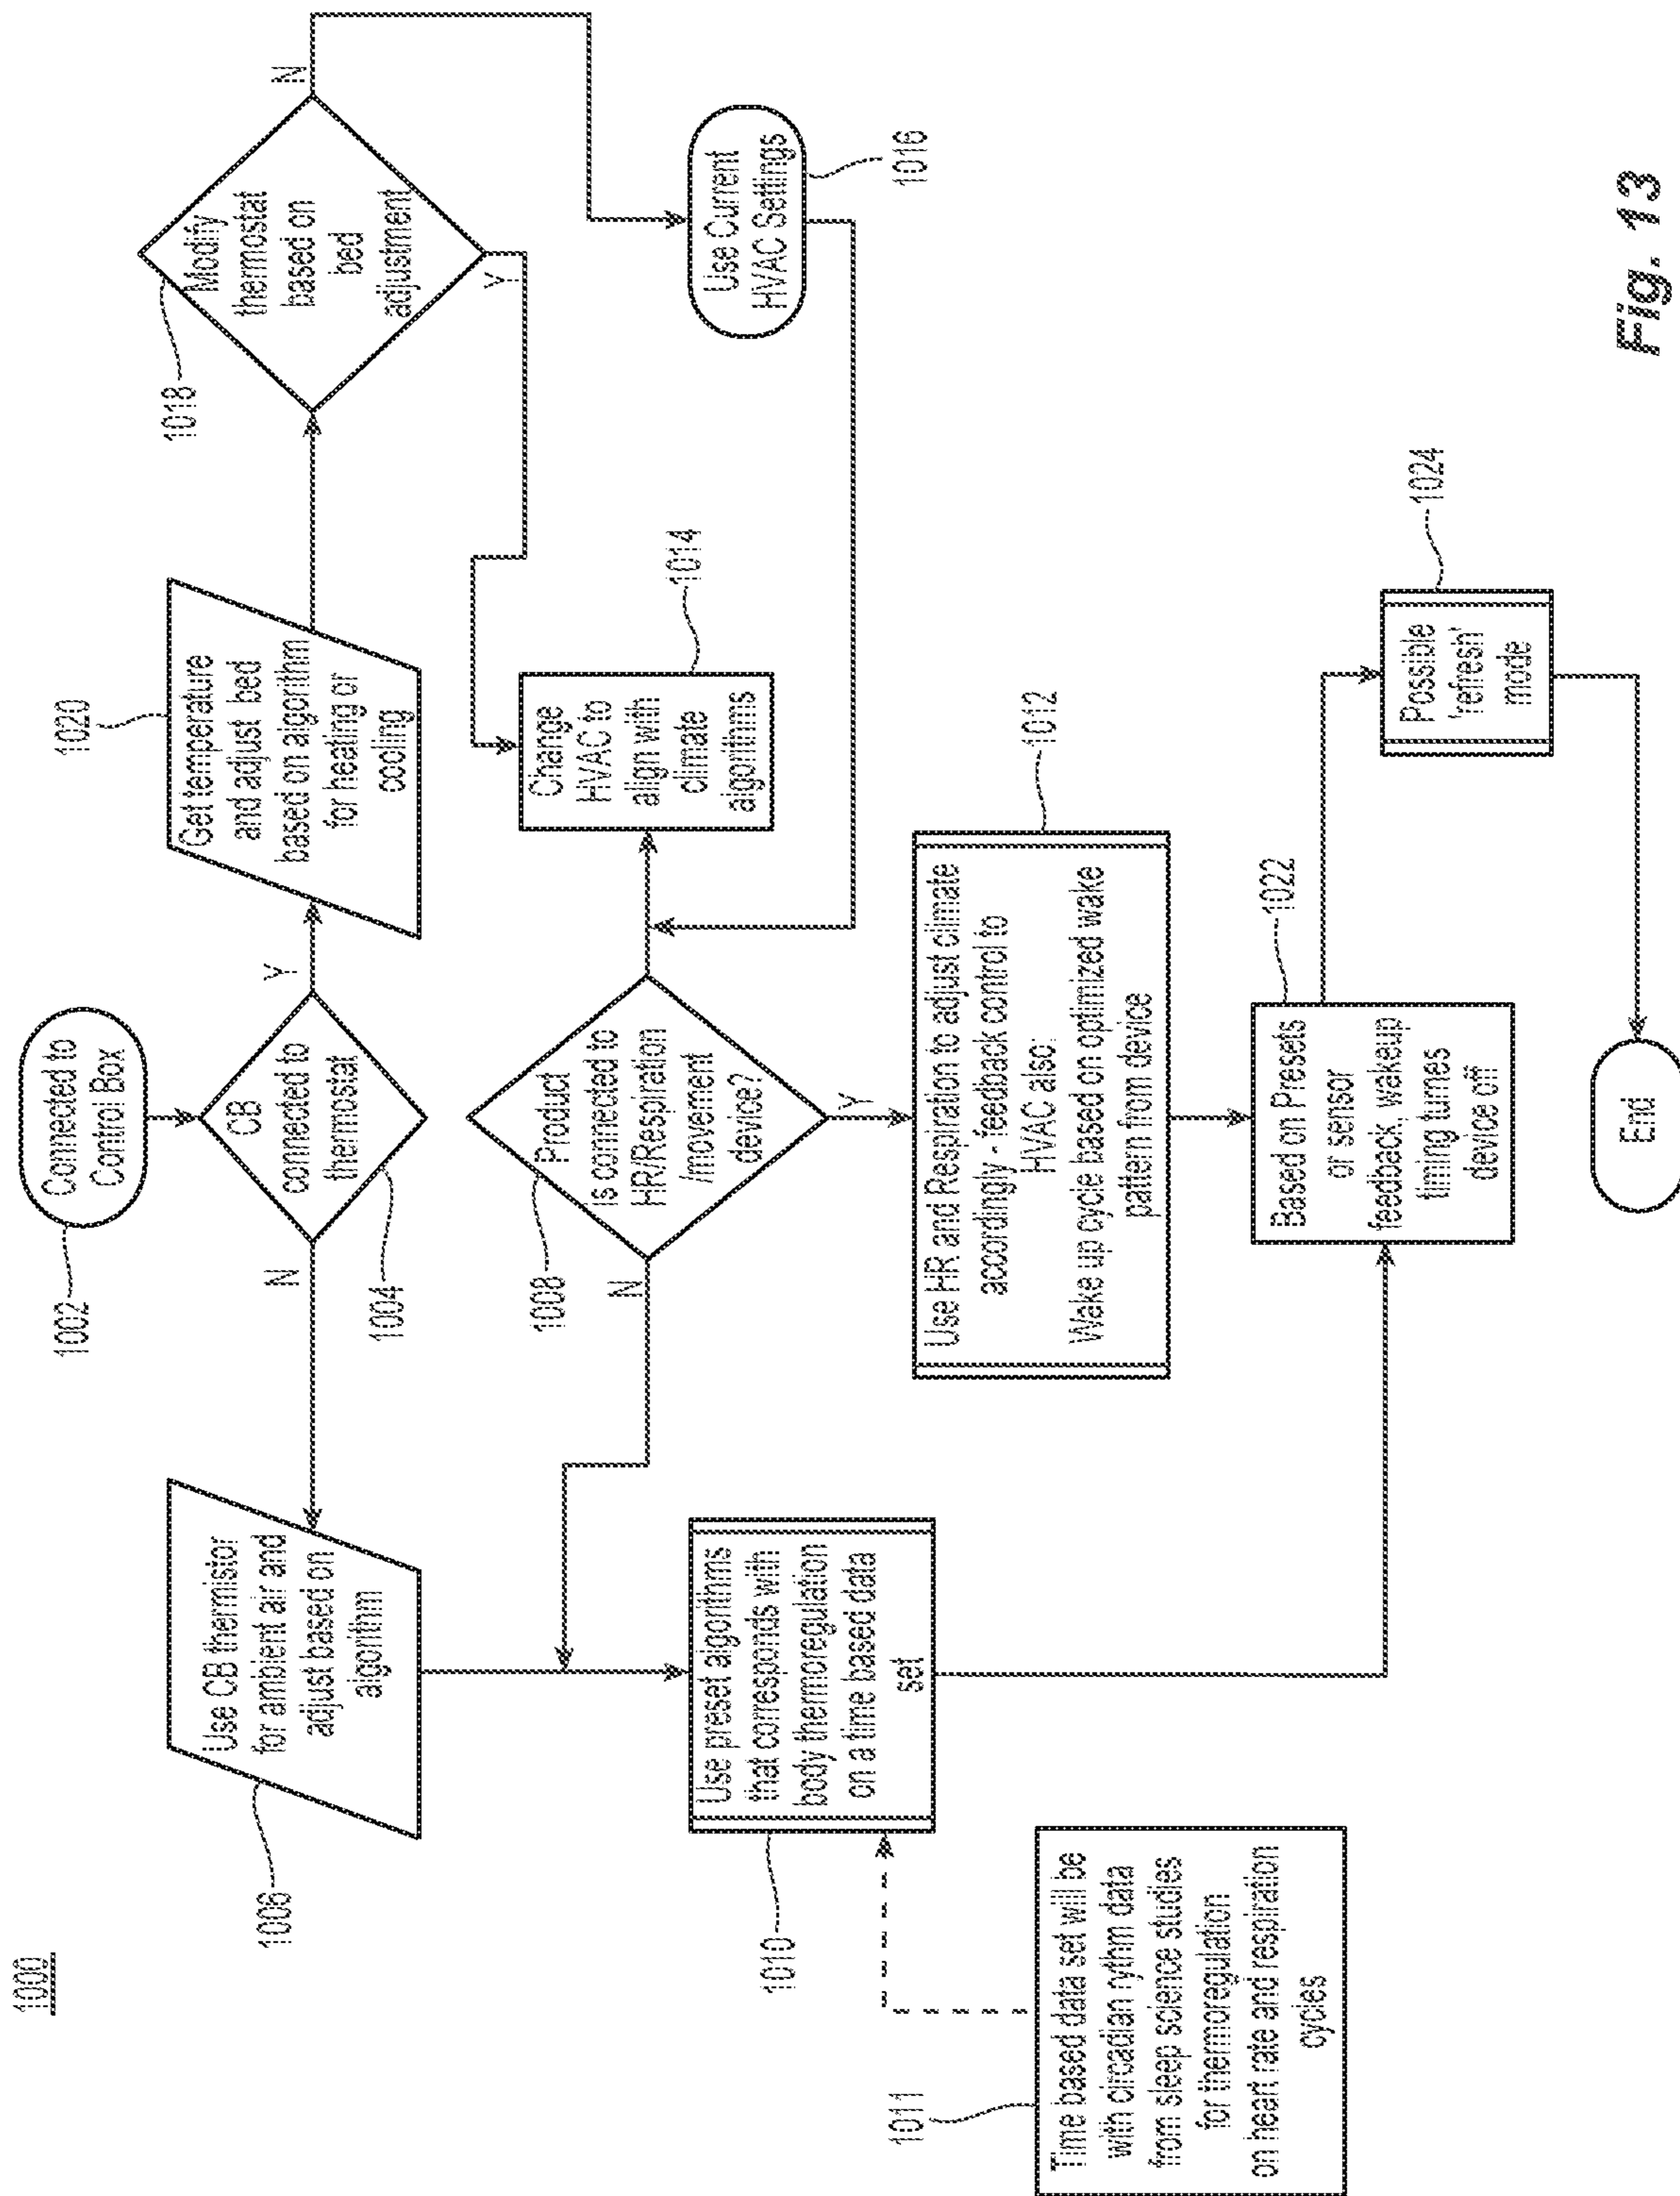 1000
1002
Connected to
Control Box
CB
connected to
thermostat
1004
N
Y
Use CB thermistor
for ambient air and
adjust based on
algorithm
1006
Get temperature
and adjust bed
based on algorithm
for heating or
cooling
1020
Modify
thermostat
based on
bed
adjustment
1018
N
Y
Product
is connected to
HR/Respiration
/movement
device?
1008
N
Y
Change
HVAC to
align with
climate
algorithms
1014
Use Current
HVAC Settings
1016
Use preset algorithms
that corresponds with
body thermoregulation
on a time based data
set
1010
Time based data set will be
with circadian rythm data
from sleep science studies
for thermoregulation
on heart rate and respiration
cycles
1011
Use HR and Respiration to adjust climate
accordingly - feedback control to
HVAC also:
Wake up cycle based on optimized wake
pattern from device
1012
Based on Presets
or sensor
feedback, wakeup
timing turnes
device off
1022
Possible
'refresh'
mode
1024
End
Fig. 13